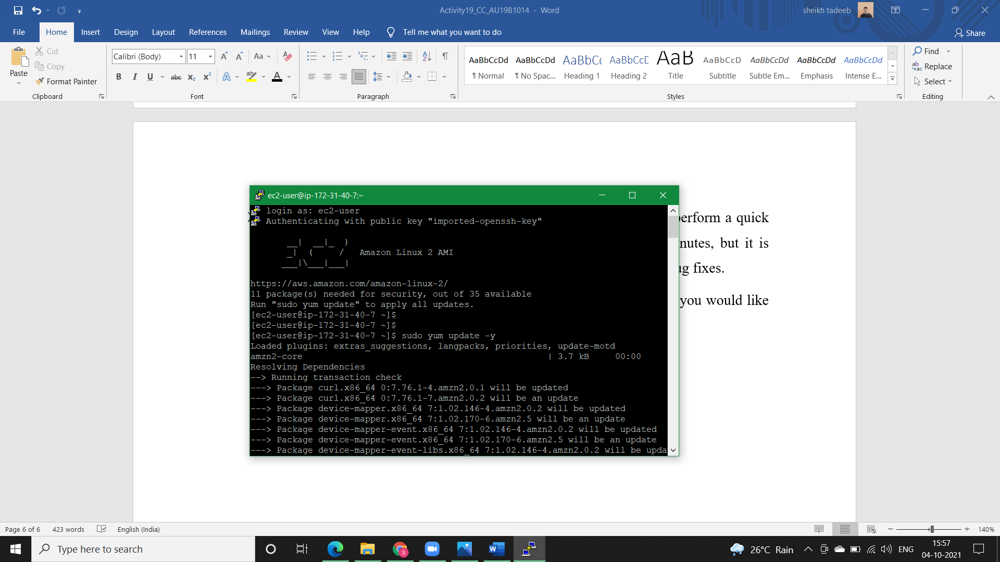 Activity19_CC_AU19B1014 - Word
sheikh tadeeb
File Home Insert Design Layout References Mailings Review View Help Tell me what you want to do
Share
Paste
Cut
Copy
Format Painter
Clipboard
Calibri (Body) 11
Font
Paragraph
AaBbCcDd AaBbCcDd AaBbCc AaBbCcD AaB AaBbCcD AaBbCcDd AaBbCcDd AaBbCcDd
¶ Normal ¶ No Spac... Heading 1 Heading 2 Title Subtitle Subtle Em... Emphasis Intense E...
Styles
Find
Replace
Select
Editing
perform a quick
nutes, but it is
ug fixes.
you would like
ec2-user@ip-172-31-40-7:~
login as: ec2-user
Authenticating with public key "imported-openssh-key"
__|  __|_  )
_|  (     /   Amazon Linux 2 AMI
___|\___|___|
https://aws.amazon.com/amazon-linux-2/
11 package(s) needed for security, out of 35 available
Run "sudo yum update" to apply all updates.
[ec2-user@ip-172-31-40-7 ~]$
[ec2-user@ip-172-31-40-7 ~]$
[ec2-user@ip-172-31-40-7 ~]$ sudo yum update -y
Loaded plugins: extras_suggestions, langpacks, priorities, update-motd
amzn2-core | 3.7 kB 00:00
Resolving Dependencies
--> Running transaction check
---> Package curl.x86_64 0:7.76.1-4.amzn2.0.1 will be updated
---> Package curl.x86_64 0:7.76.1-7.amzn2.0.2 will be an update
---> Package device-mapper.x86_64 7:1.02.146-4.amzn2.0.2 will be updated
---> Package device-mapper.x86_64 7:1.02.170-6.amzn2.5 will be an update
---> Package device-mapper-event.x86_64 7:1.02.146-4.amzn2.0.2 will be updated
---> Package device-mapper-event.x86_64 7:1.02.170-6.amzn2.5 will be an update
---> Package device-mapper-event-libs.x86_64 7:1.02.146-4.amzn2.0.2 will be upda
Page 6 of 6 423 words English (India) 140%
Type here to search
26°C Rain
ENG
15:57
04-10-2021